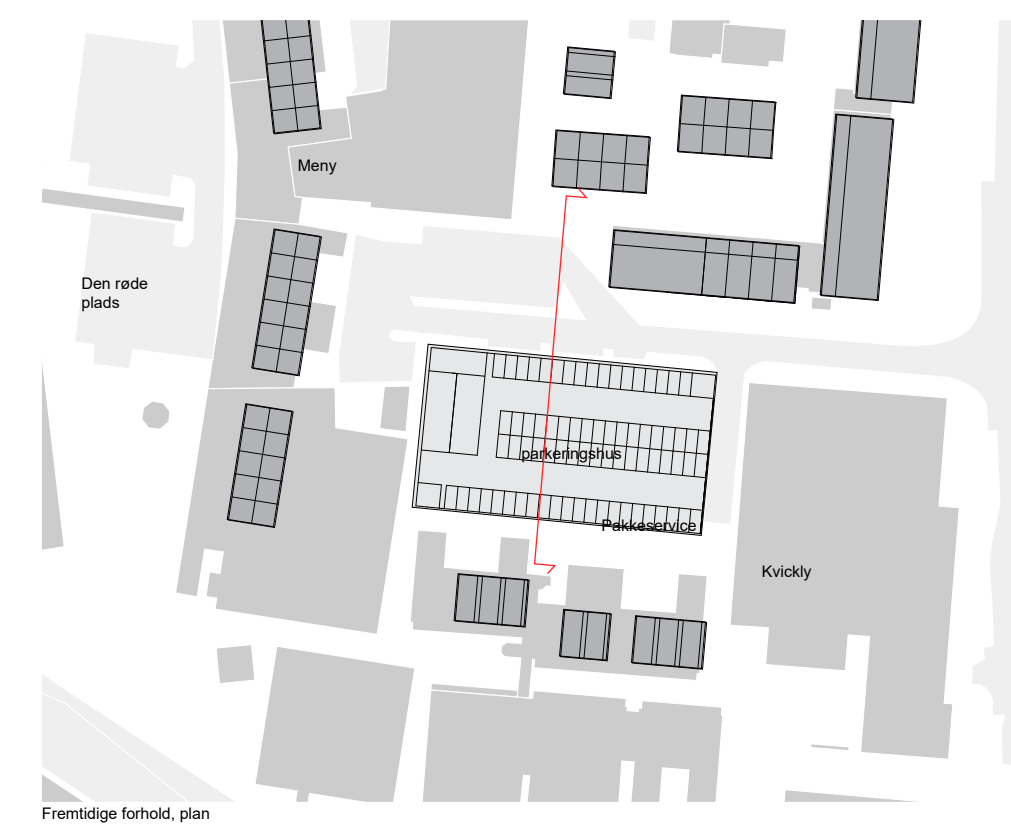 Meny
Den røde
plads
parkeringshus
Pakkeservice
Kvickly
Fremtidige forhold, plan